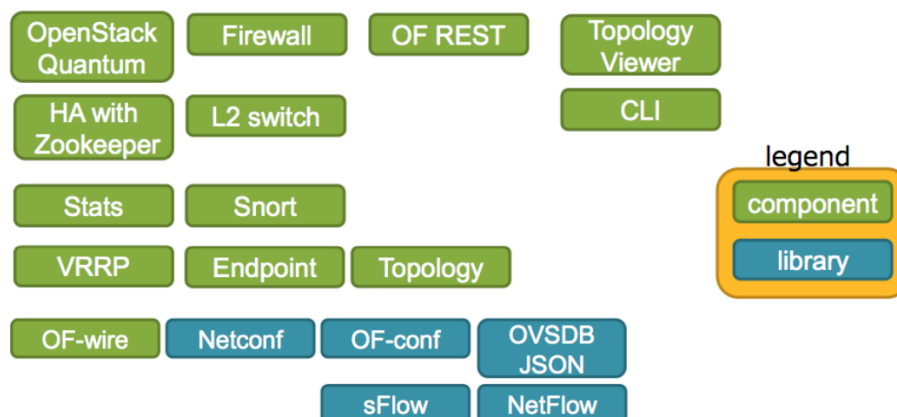 OpenStack
Quantum
Firewall
OF REST
Topology
Viewer
HA with
Zookeeper
L2 switch
CLI
legend
component
library
Stats
Snort
VRRP
Endpoint
Topology
OF-wire
Netconf
OF-conf
OVSDB
JSON
sFlow
NetFlow